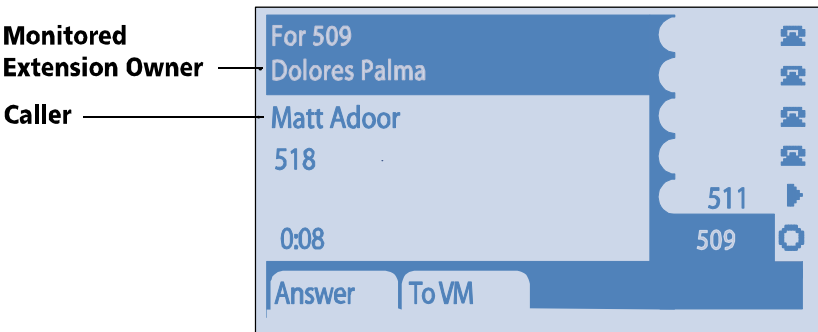 Monitored
Extension Owner
Caller
For 509
Dolores Palma
Matt Adoor
518
511
0:08
509
Answer
To VM